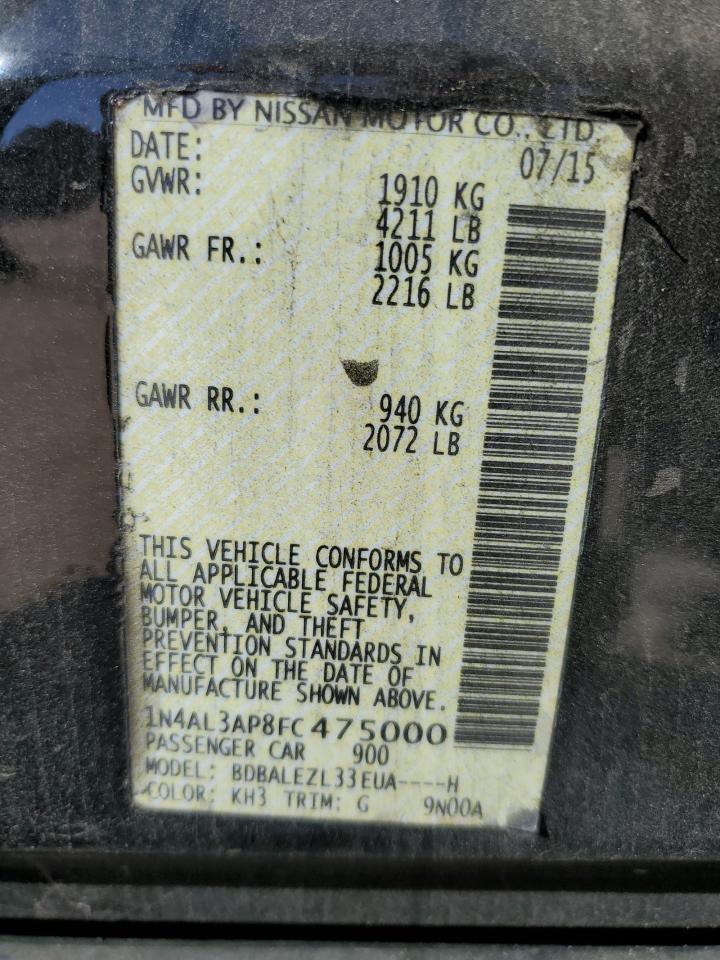 MFD BY NISSAN MOTOR CO., LTD.
DATE: 07/15
GVWR: 1910 KG
4211 LB
GAWR FR.: 1005 KG
2216 LB
GAWR RR.: 940 KG
2072 LB
THIS VEHICLE CONFORMS TO
ALL APPLICABLE FEDERAL
MOTOR VEHICLE SAFETY,
BUMPER, AND THEFT
PREVENTION STANDARDS IN
EFFECT ON THE DATE OF
MANUFACTURE SHOWN ABOVE.
1N4AL3AP8FC475000
PASSENGER CAR 900
MODEL: BDBALEZL33EUA----H
COLOR: KH3 TRIM: G 9N00A